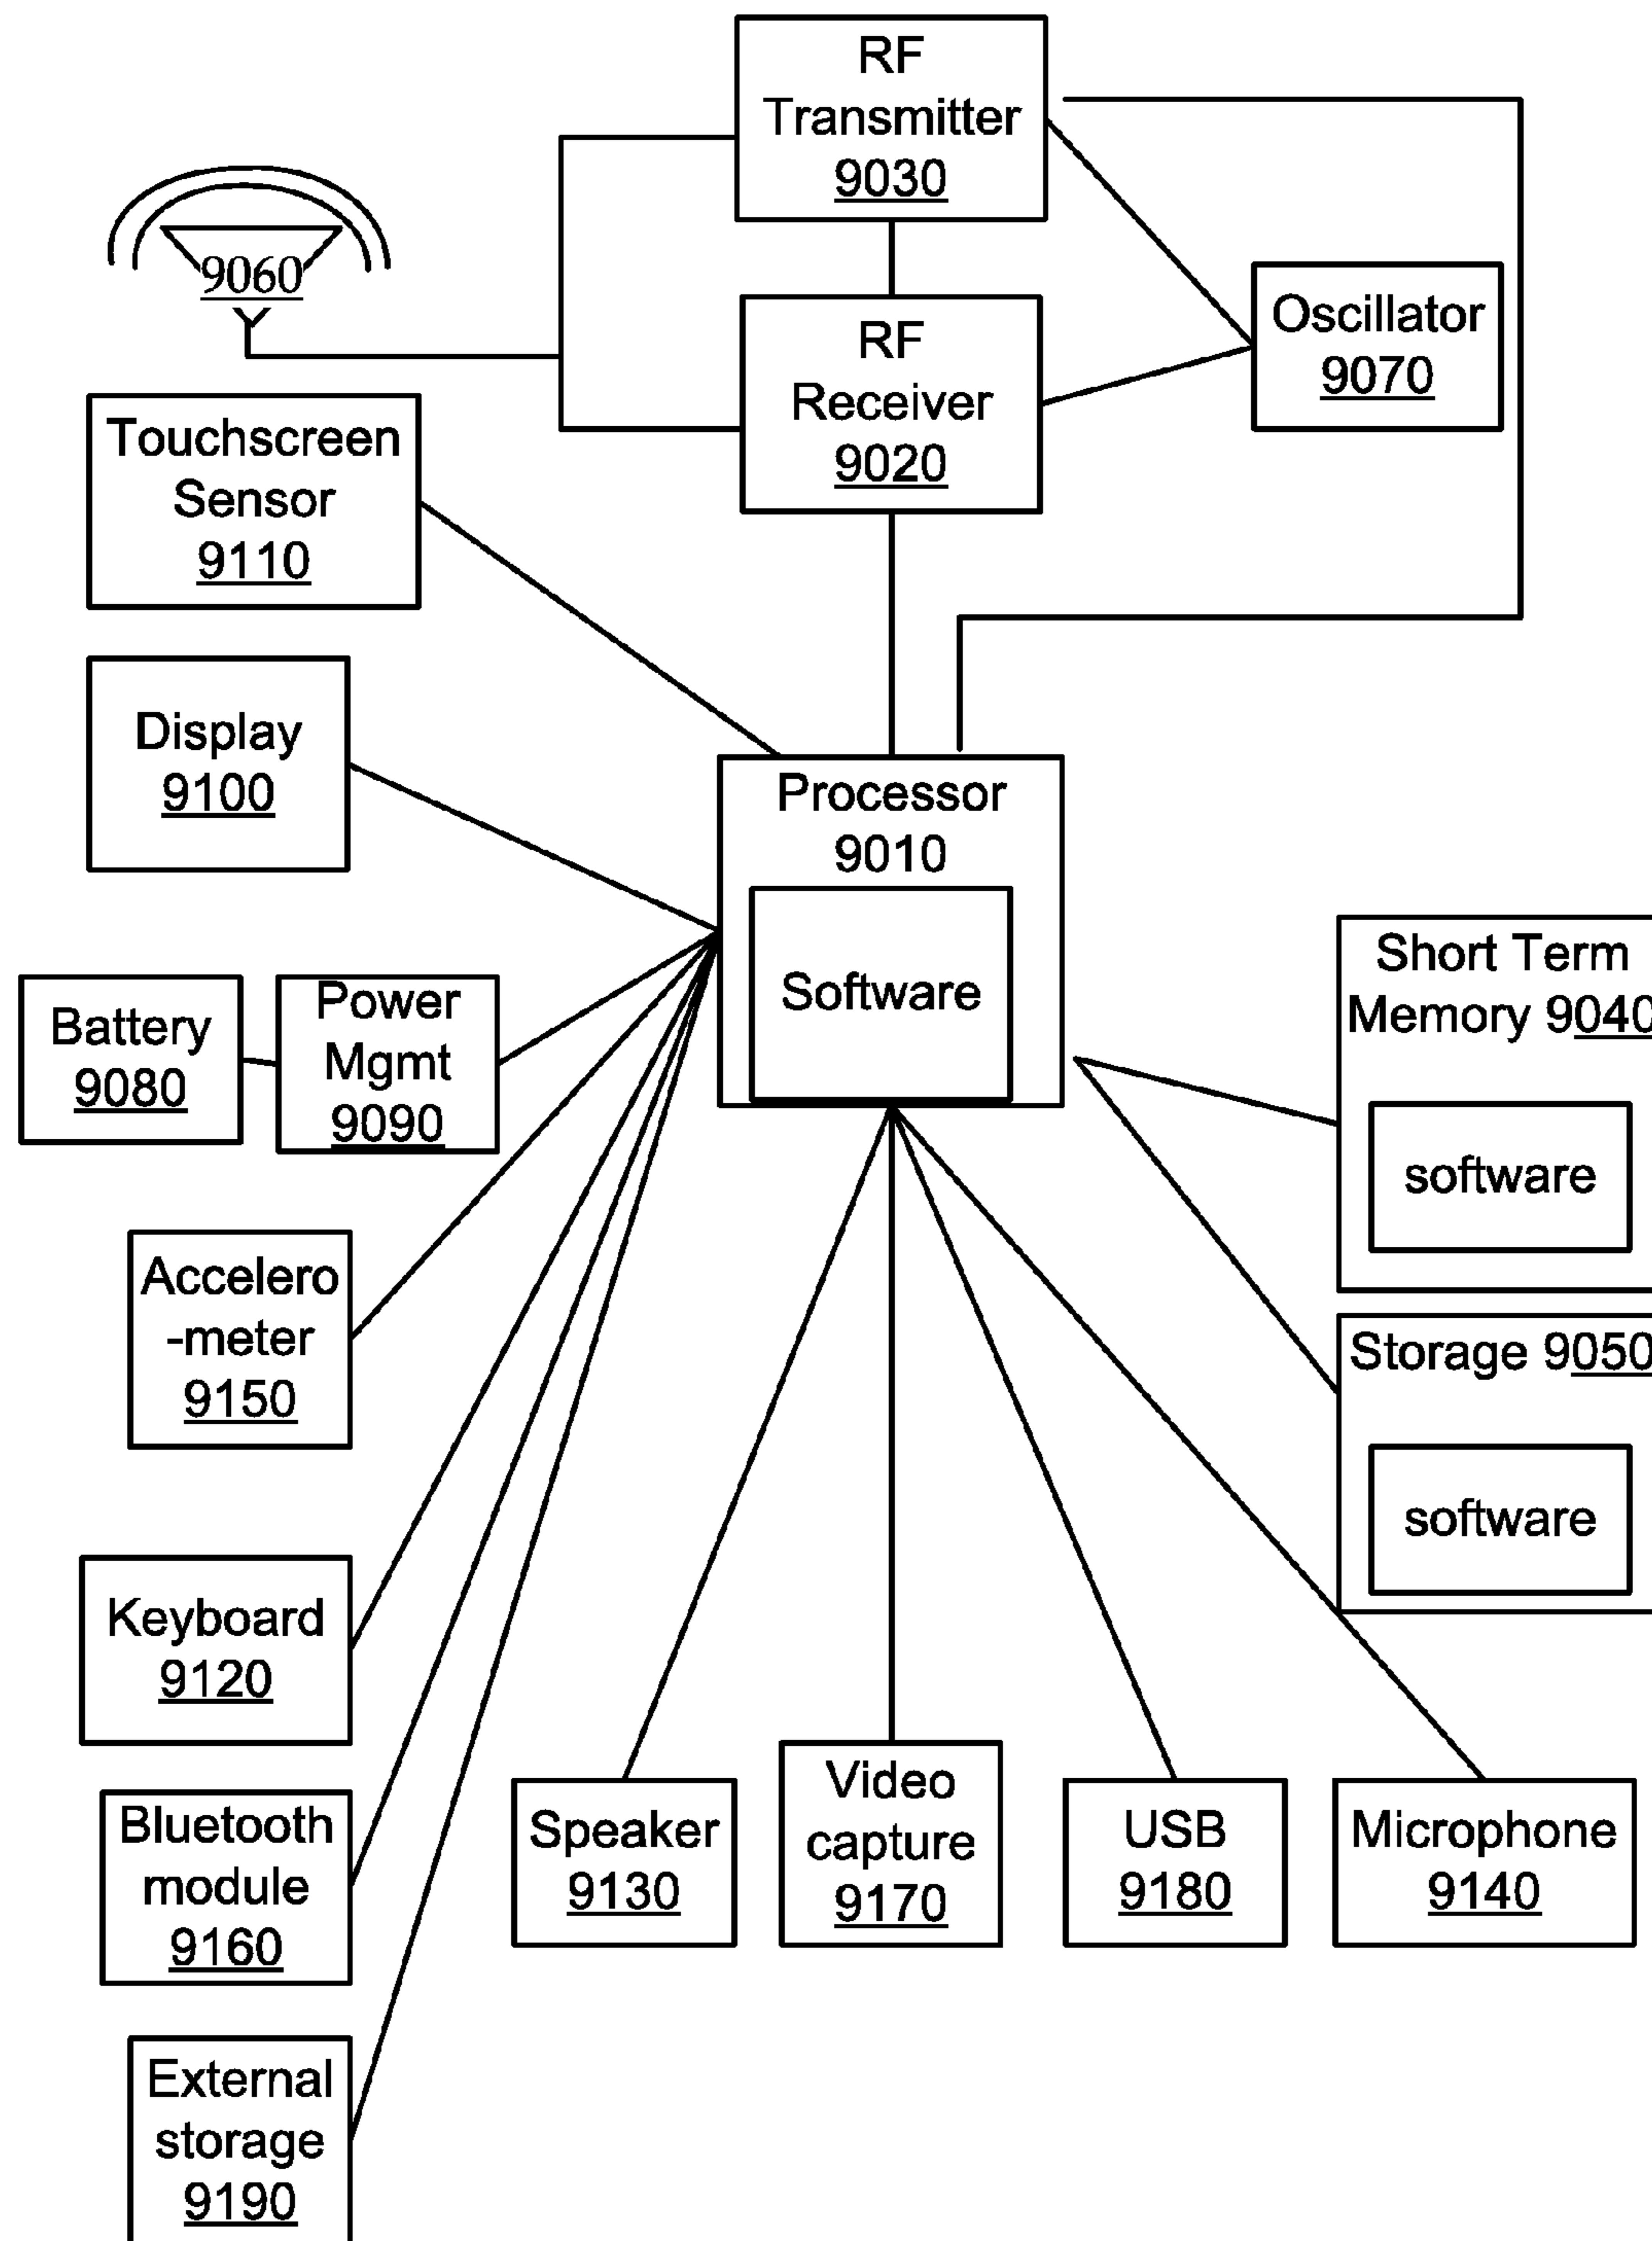 RF
Transmitter
9030
9060
RF
Receiver
9020
Oscillator
9070
Touchscreen
Sensor
9110
Display
9100
Processor
9010
Software
Short Term
Memory 9040
software
Battery
9080
Power
Mgmt
9090
Accelero
-meter
9150
Storage 9050
software
Keyboard
9120
Bluetooth
module
9160
Speaker
9130
Video
capture
9170
USB
9180
Microphone
9140
External
storage
9190